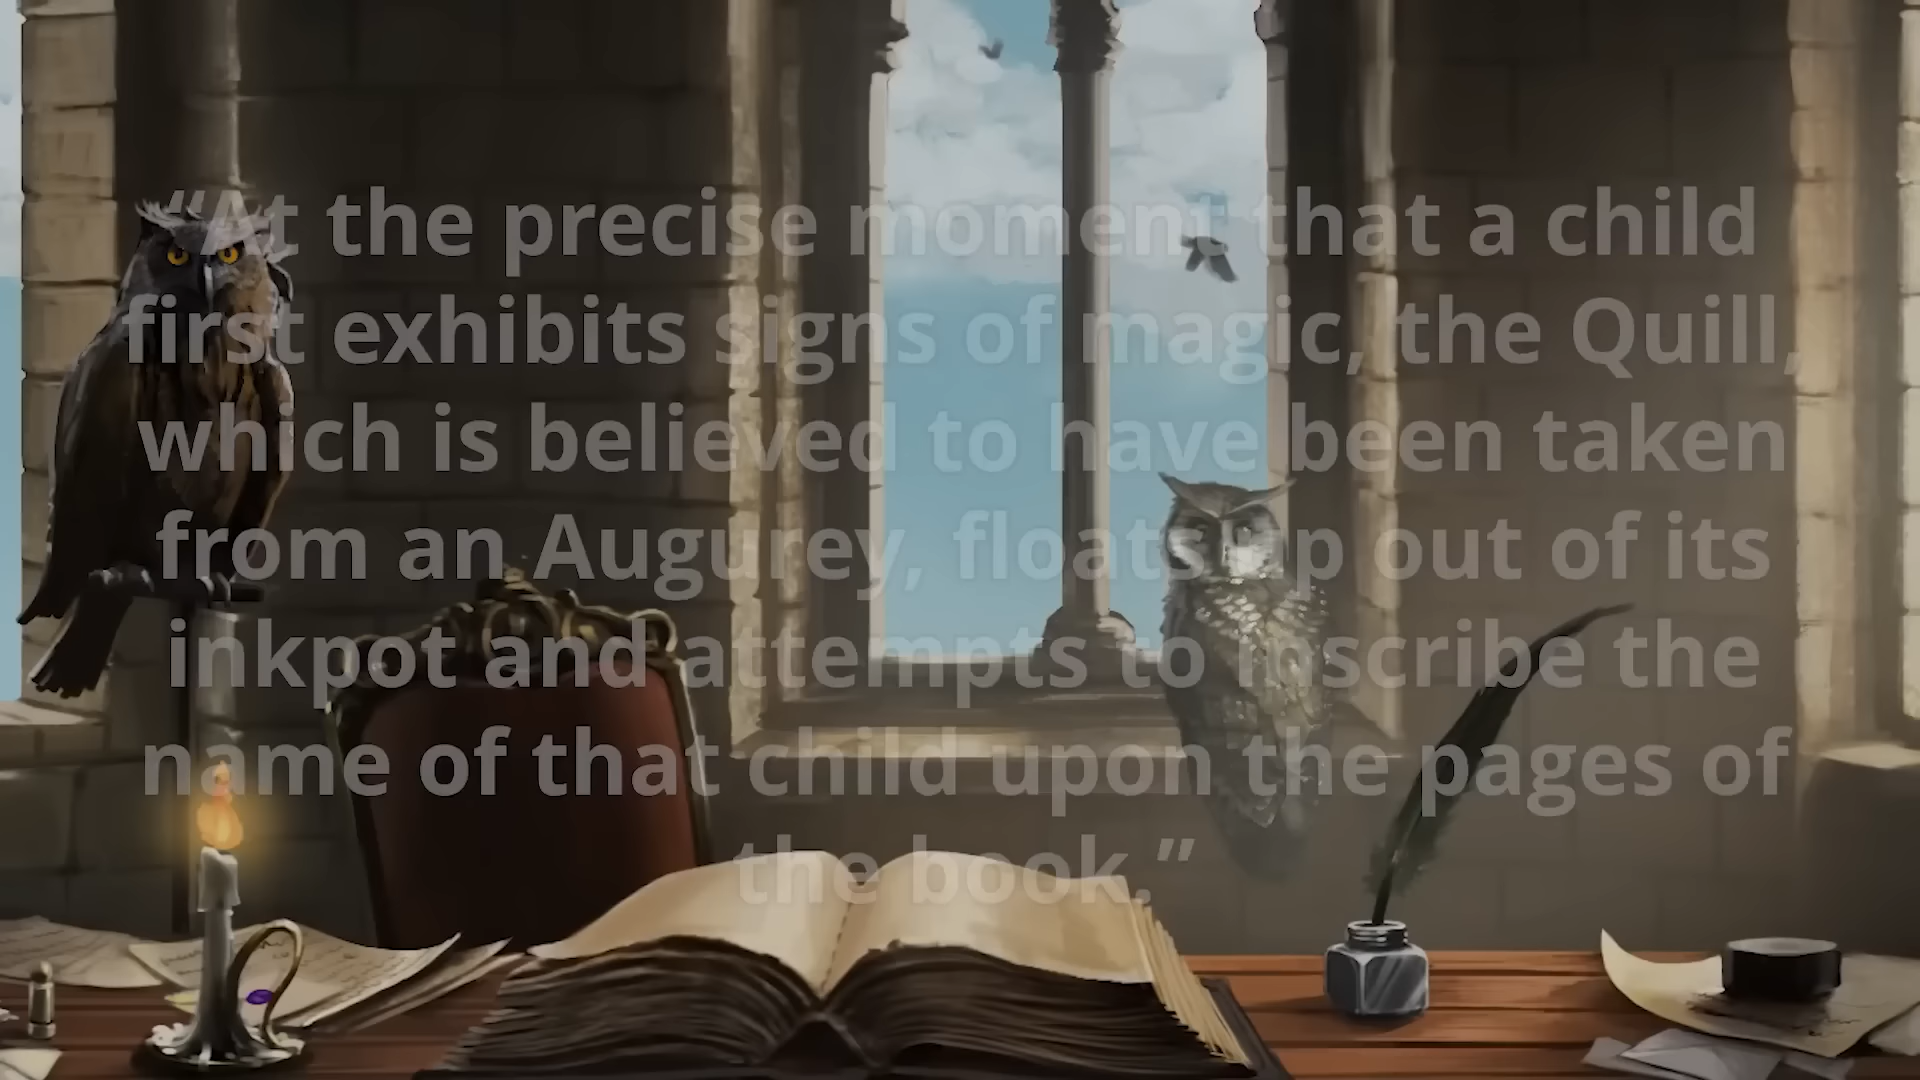 “At the precise moment that a child
first exhibits signs of magic, the Quill,
which is believed to have been taken
from an Augurey, floats up out of its
inkpot and attempts to inscribe the
name of that child upon the pages of
the book.”